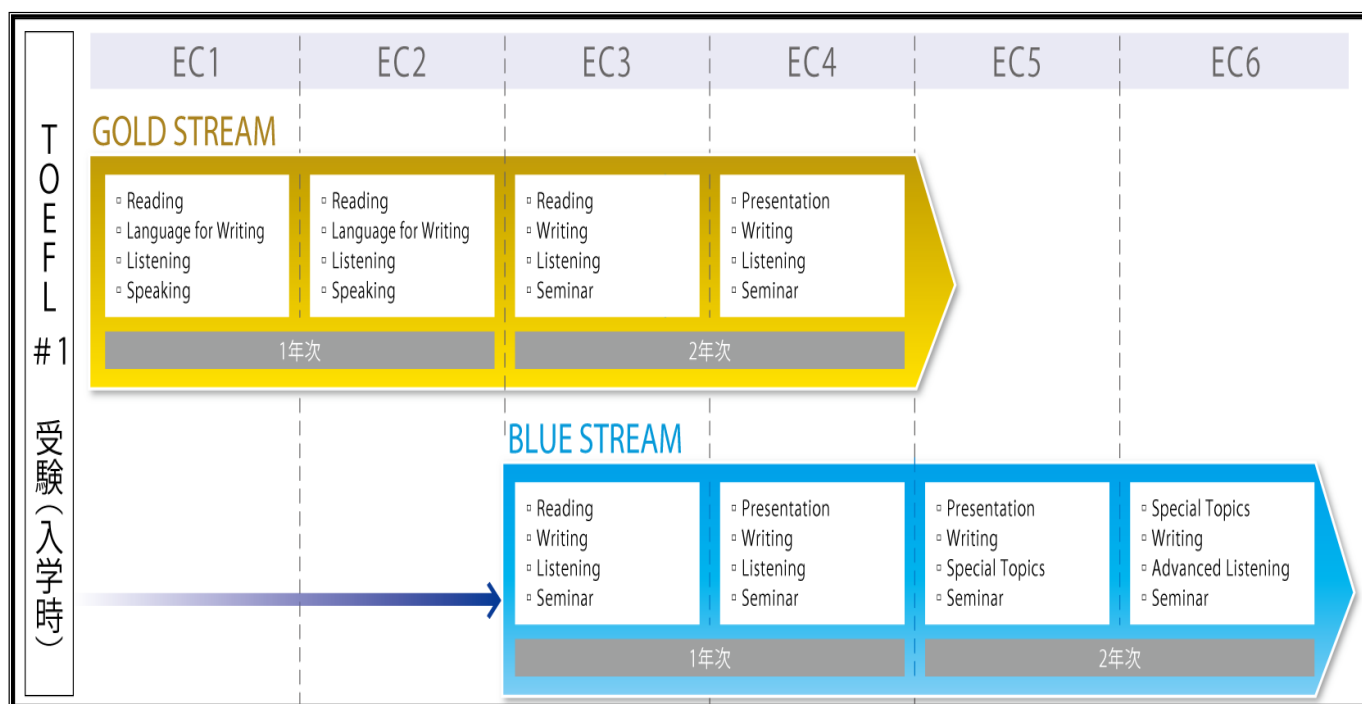 TOEFL #1 受験(入学時)
EC1 EC2 EC3 EC4 EC5 EC6
GOLD STREAM
▫ Reading
▫ Language for Writing
▫ Listening
▫ Speaking
▫ Reading
▫ Language for Writing
▫ Listening
▫ Speaking
▫ Reading
▫ Writing
▫ Listening
▫ Seminar
▫ Presentation
▫ Writing
▫ Listening
▫ Seminar
1年次
2年次
BLUE STREAM
▫ Reading
▫ Writing
▫ Listening
▫ Seminar
▫ Presentation
▫ Writing
▫ Listening
▫ Seminar
▫ Presentation
▫ Writing
▫ Special Topics
▫ Seminar
▫ Special Topics
▫ Writing
▫ Advanced Listening
▫ Seminar
1年次
2年次